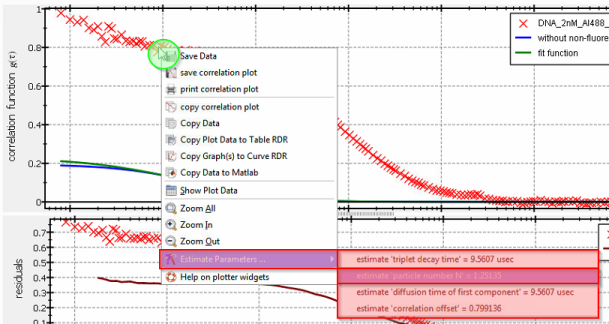 1
0.8
0.6
0.4
0.2
0
correlation function g(τ)
DNA_2nM_Al488_
without non-fluore
fit function
Save Data
save correlation plot
print correlation plot
copy correlation plot
Copy Data
Copy Plot Data to Table RDR
Copy Graph(s) to Curve RDR
Copy Data to Matlab
Show Plot Data
Zoom All
Zoom In
Zoom Out
Estimate Parameters ...
Help on plotter widgets
estimate 'triplet decay time' = 9.5607 usec
estimate 'particle number N' = 1.25135
estimate 'diffusion time of first component' = 9.5607 usec
estimate 'correlation offset' = 0.799136
0.7
0.6
0.5
0.4
0.3
0.2
0.1
residuals